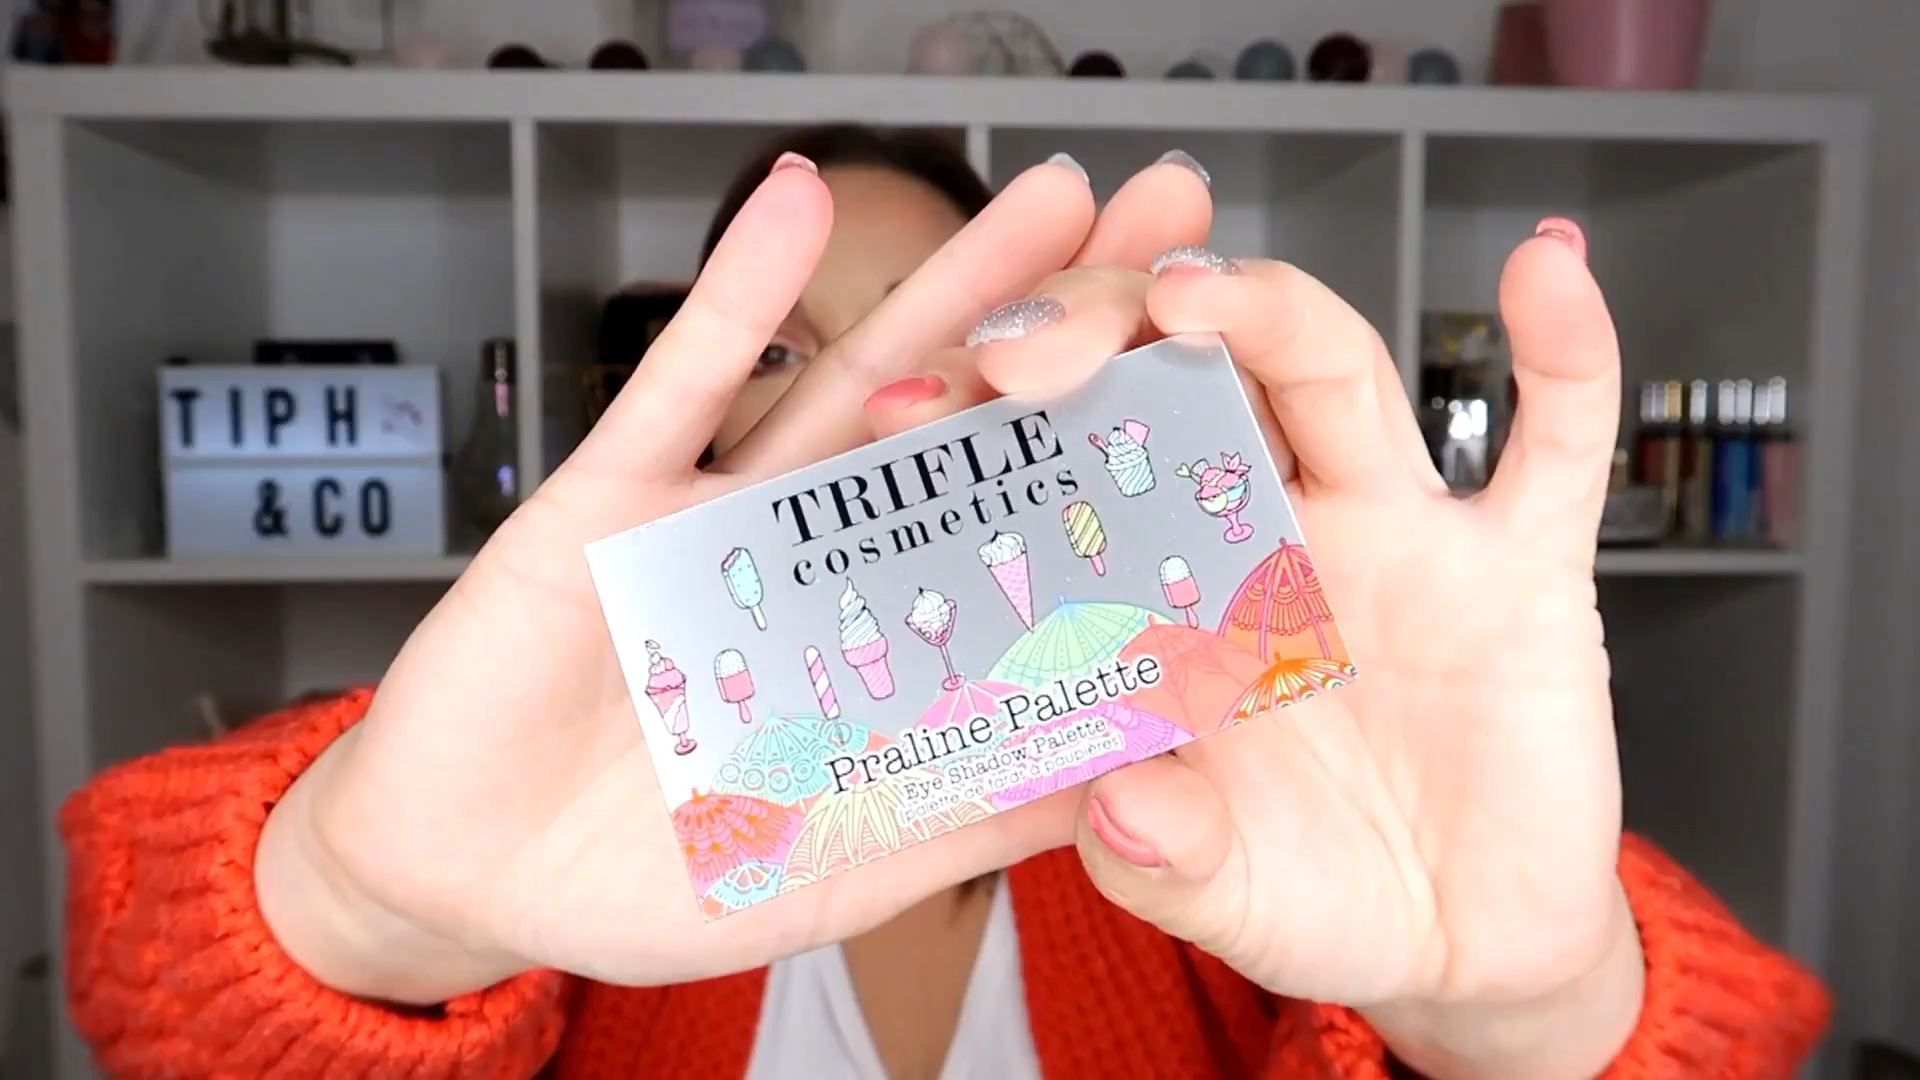 TIPH
&CO
TRIFLE
cosmetics
Praline Palette
Eye Shadow Palette
(palette de fard à paupières)